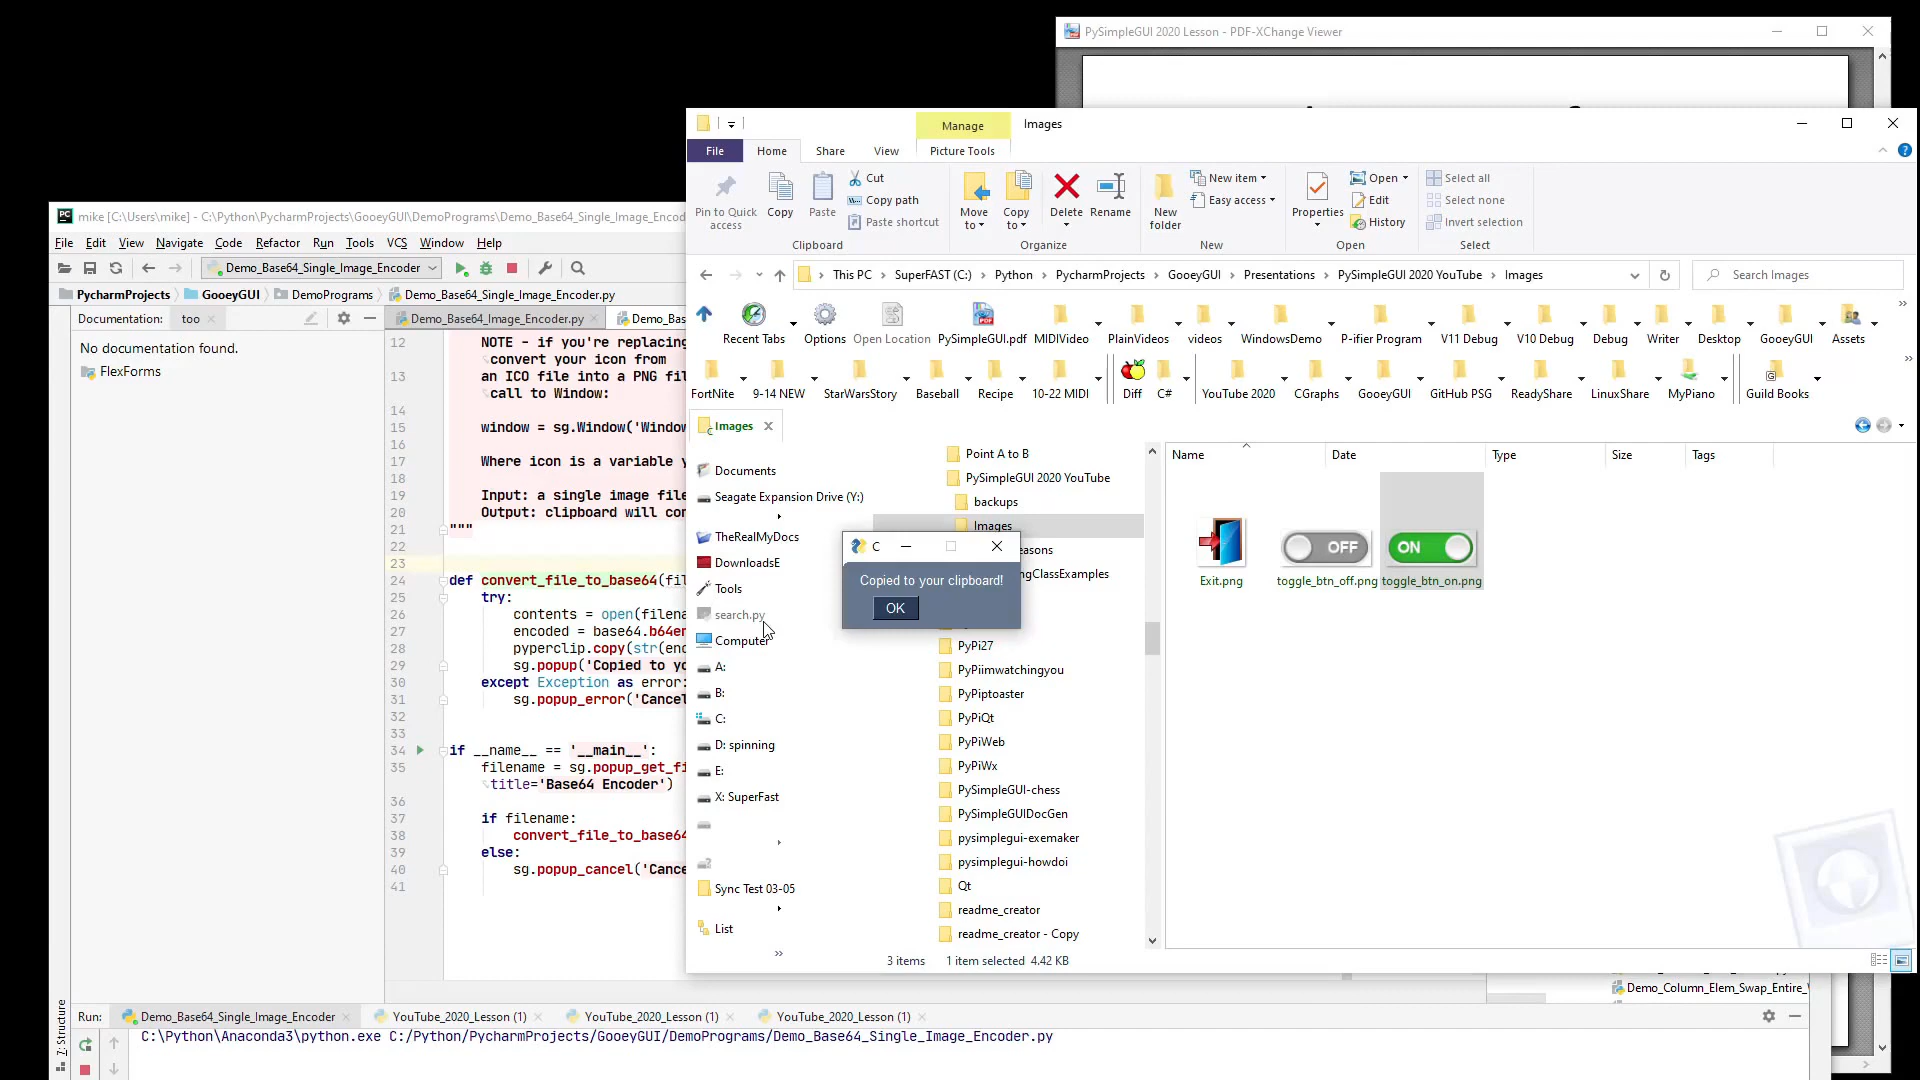 PySimpleGUI 2020 Lesson - PDF-XChange Viewer
Manage
Images
File
Home
Share
View
Picture Tools
Pin to Quick access
Copy
Paste
Cut
Copy path
Paste shortcut
Move to
Copy to
Delete
Rename
New folder
New item
Easy access
Properties
Open
Edit
History
Select all
Select none
Invert selection
Clipboard
Organize
New
Open
Select
This PC
SuperFAST (C:)
Python
PycharmProjects
GooeyGUI
Presentations
PySimpleGUI 2020 YouTube
Images
Search Images
Recent Tabs
Options
Open Location
PySimpleGUI.pdf
MIDIVideo
PlainVideos
videos
WindowsDemo
P-ifier Program
V11 Debug
V10 Debug
Debug
Writer
Desktop
GooeyGUI
Assets
FortNite
9-14 NEW
StarWarsStory
Baseball
Recipe
10-22 MIDI
Diff
C#
YouTube 2020
CGraphs
GooeyGUI
GitHub PSG
ReadyShare
LinuxShare
MyPiano
Guild Books
Images
Documents
Seagate Expansion Drive (Y:)
TheRealMyDocs
DownloadsE
Tools
search.py
Computer
A:
B:
C:
D: spinning
E:
X: SuperFast
Sync Test 03-05
List
Point A to B
PySimpleGUI 2020 YouTube
backups
Images
easons
ngClassExamples
PyPi27
PyPiimwatchingyou
PyPiptoaster
PyPiQt
PyPiWeb
PyPiWx
PySimpleGUI-chess
PySimpleGUIDocGen
pysimplegui-exemaker
pysimplegui-howdoi
Qt
readme_creator
readme_creator - Copy
Name
Date
Type
Size
Tags
OFF
ON
Exit.png
toggle_btn_off.png
toggle_btn_on.png
3 items
1 item selected 4.42 KB
C
Copied to your clipboard!
OK
mike [C:\Users\mike] - C:\Python\PycharmProjects\GooeyGUI\DemoPrograms\Demo_Base64_Single_Image_Encod
File Edit View Navigate Code Refactor Run Tools VCS Window Help
Demo_Base64_Single_Image_Encoder
PycharmProjects
GooeyGUI
DemoPrograms
Demo_Base64_Single_Image_Encoder.py
Documentation:
too
No documentation found.
FlexForms
Demo_Base64_Image_Encoder.py
Demo_Bas
12 NOTE - if you're replacing
convert your icon from
13 an ICO file into a PNG fil
call to Window:
14
15 window = sg.Window('Window
16
17 Where icon is a variable y
18
19 Input: a single image file
20 Output: clipboard will con
21 """
22
23
24 def convert_file_to_base64(fil
25 try:
26 contents = open(filena
27 encoded = base64.b64en
28 pyperclip.copy(str(enc
29 sg.popup('Copied to yo
30 except Exception as error:
31 sg.popup_error('Cancel
32
33
34 if __name__ == '__main__':
35 filename = sg.popup_get_fi
title='Base64 Encoder')
36
37 if filename:
38 convert_file_to_base64
39 else:
40 sg.popup_cancel('Cance
41
Demo_Column_Elem_Swap_Entire_W
7: Structure
Run:
Demo_Base64_Single_Image_Encoder
YouTube_2020_Lesson (1)
YouTube_2020_Lesson (1)
YouTube_2020_Lesson (1)
C:\Python\Anaconda3\python.exe C:/Python/PycharmProjects/GooeyGUI/DemoPrograms/Demo_Base64_Single_Image_Encoder.py